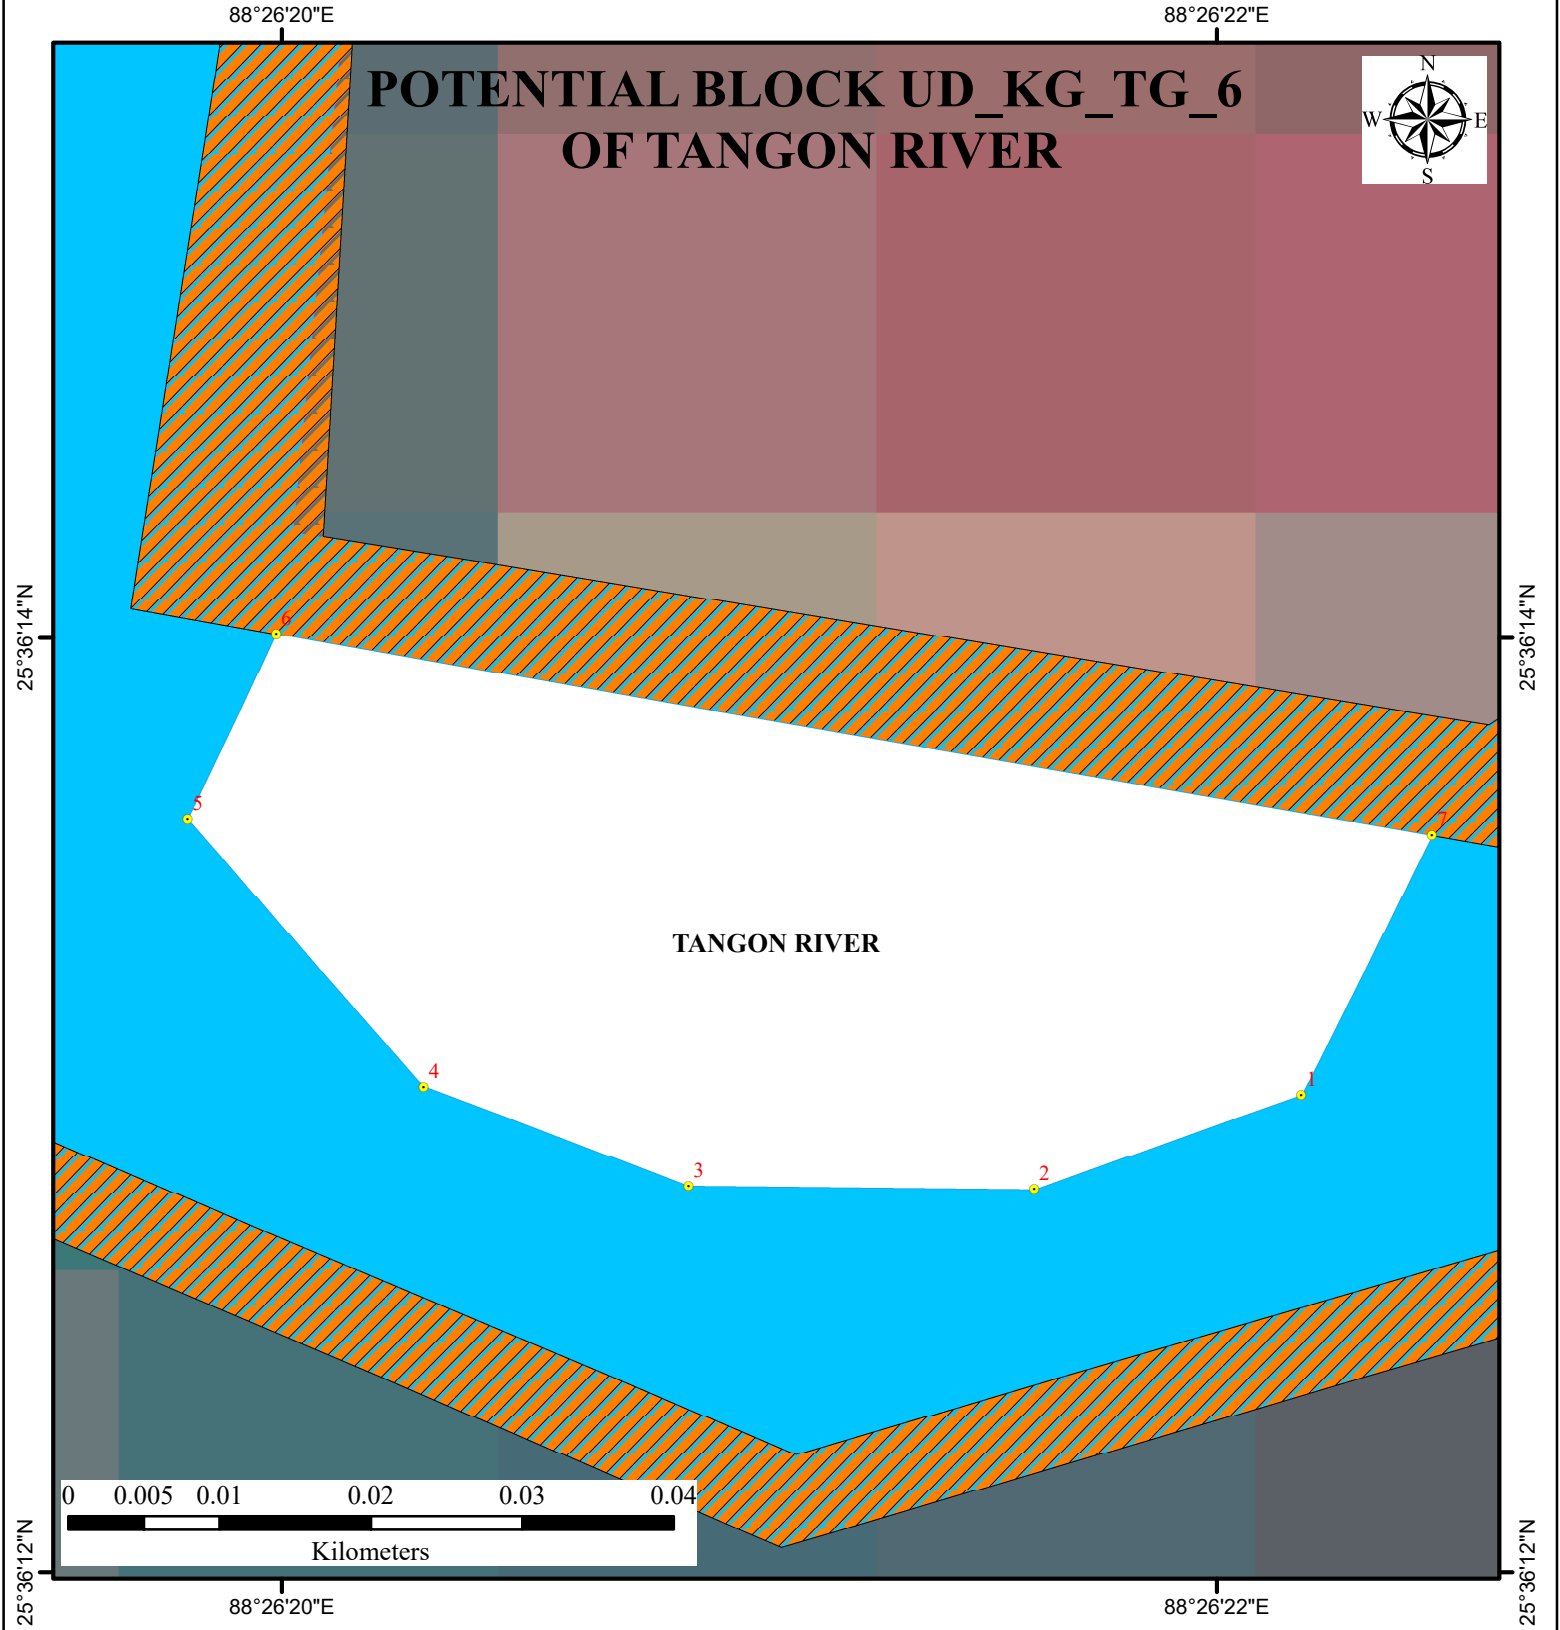 88°26'20"E 88°26'22"E
POTENTIAL BLOCK UD_KG_TG_6
OF TANGON RIVER
N
W E
S
25°36'14"N 25°36'14"N
6
5
7
TANGON RIVER
4
1
3
2
0 0.005 0.01 0.02 0.03 0.04
Kilometers
25°36'12"N 25°36'12"N
88°26'20"E 88°26'22"E